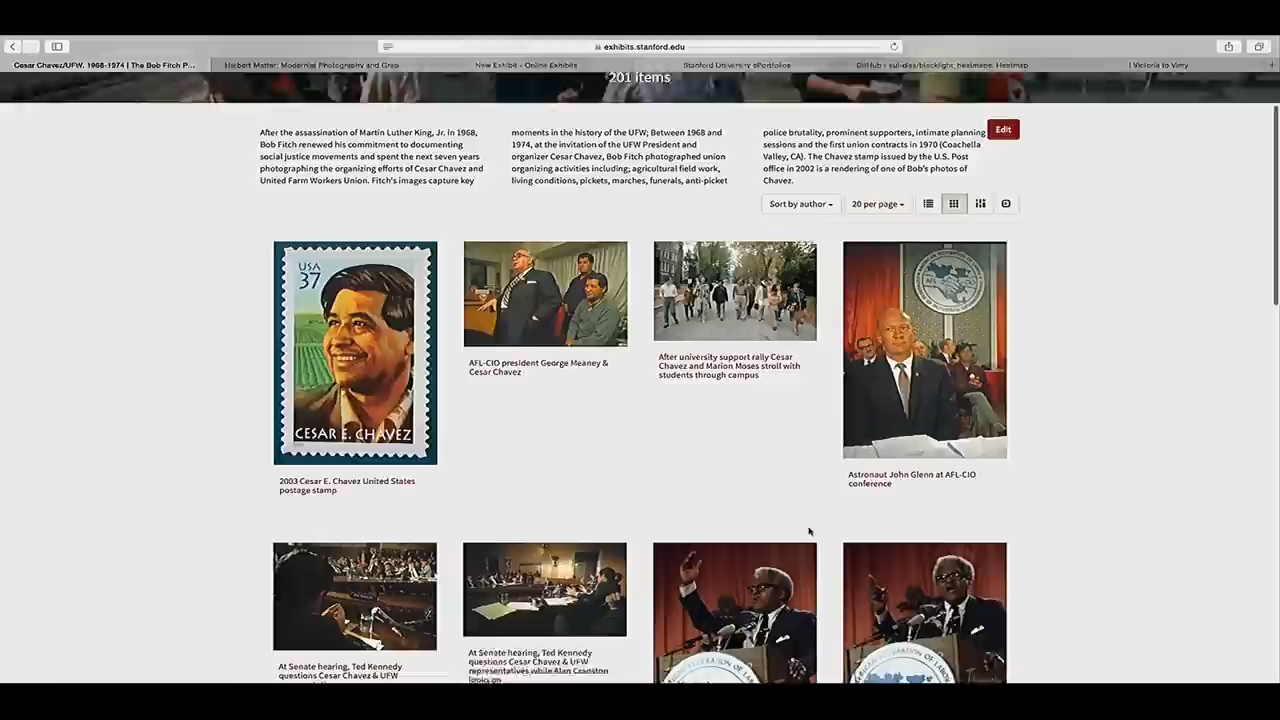 exhibits.stanford.edu
Cesar Chavez/UFW. 1968-1974 | The Bob Fitch P...
Herbert Matter: Modernist Photography and Grap
New Exhibit - Online Exhibits
Stanford University ePortfolios
GitHub - sul-dlss/blacklight_heatmaps: Heatmap
| Victoria to Vimy
201 items
After the assassination of Martin Luther King, Jr. in 1968,
Bob Fitch renewed his commitment to documenting
social justice movements and spent the next seven years
photographing the organizing efforts of Cesar Chavez and
United Farm Workers Union. Fitch's images capture key
moments in the history of the UFW; Between 1968 and
1974, at the invitation of the UFW President and
organizer Cesar Chavez, Bob Fitch photographed union
organizing activities including; agricultural field work,
living conditions, pickets, marches, funerals, anti-picket
police brutality, prominent supporters, intimate planning
sessions and the first union contracts in 1970 (Coachella
Valley, CA). The Chavez stamp issued by the U.S. Post
office in 2002 is a rendering of one of Bob's photos of
Chavez.
Edit
Sort by author
20 per page
USA
37
CESAR E. CHAVEZ
2003 Cesar E. Chavez United States
postage stamp
AFL-CIO president George Meaney &
Cesar Chavez
After university support rally Cesar
Chavez and Marion Moses stroll with
students through campus
Astronaut John Glenn at AFL-CIO
conference
At Senate hearing, Ted Kennedy
questions Cesar Chavez & UFW
At Senate hearing, Ted Kennedy
questions Cesar Chavez & UFW
representatives while Alan Cranston
looks on